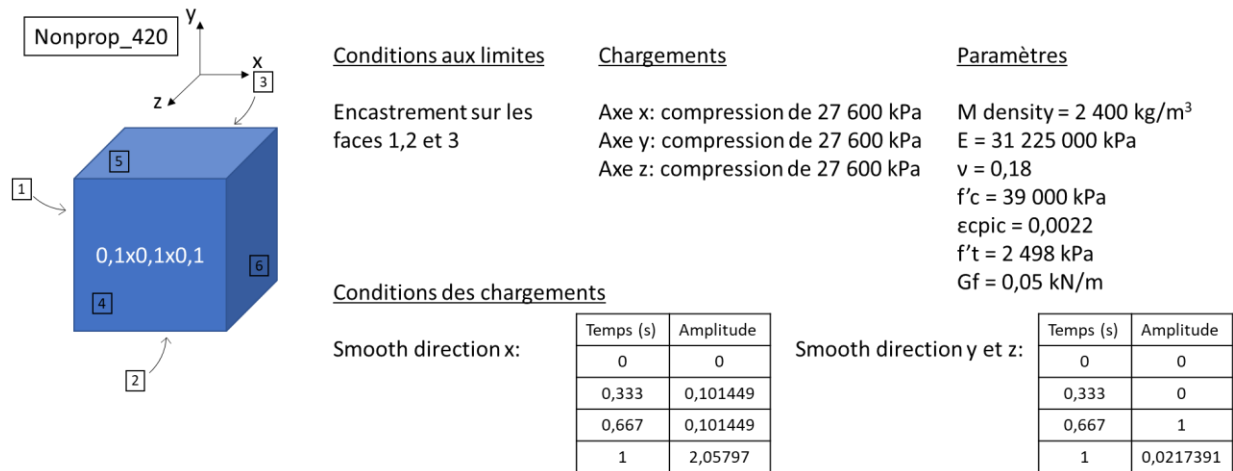 Nonprop_420
y
x
z
3
5
1
0,1x0,1x0,1
6
4
2
Conditions aux limites
Encastrement sur les
faces 1,2 et 3
Chargements
Axe x: compression de 27 600 kPa
Axe y: compression de 27 600 kPa
Axe z: compression de 27 600 kPa
Paramètres
M density = 2 400 kg/m³
E = 31 225 000 kPa
ν = 0,18
f'c = 39 000 kPa
εcpic = 0,0022
f't = 2 498 kPa
Gf = 0,05 kN/m
Conditions des chargements
Smooth direction x:
Temps (s) Amplitude
0 0
0,333 0,101449
0,667 0,101449
1 2,05797
Smooth direction y et z:
Temps (s) Amplitude
0 0
0,333 0
0,667 1
1 0,0217391